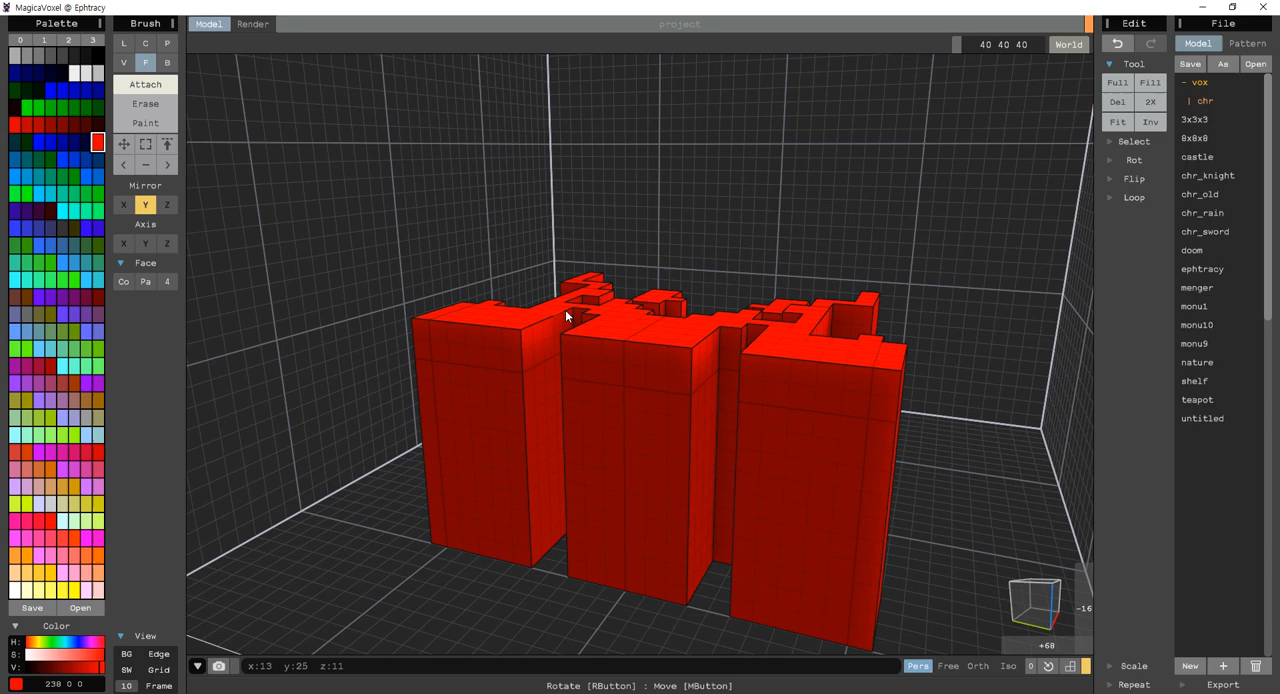 MagicaVoxel @ Ephtracy
Palette
Brush
Model
Render
project
Edit
File
0 1 2 3
L C P
V F B
40 40 40
World
Model
Pattern
Tool
Save As Open
Attach
Erase
Paint
Full Fill
Del 2X
Fit Inv
- vox
| chr
3x3x3
8x8x8
castle
chr_knight
chr_old
chr_rain
chr_sword
doom
ephtracy
menger
monu1
monu10
monu9
nature
shelf
teapot
untitled
Select
Rot
Flip
Loop
< - >
Mirror
X Y Z
Axis
X Y Z
Face
Co Pa 4
Save Open
Color
H:
S:
V:
238 0 0
View
BG Edge
SW Grid
10 Frame
-16
+68
x:13 y:25 z:11
Pers Free Orth Iso 0
Rotate [RButton] : Move [MButton]
Scale
Repeat
New + 
Export